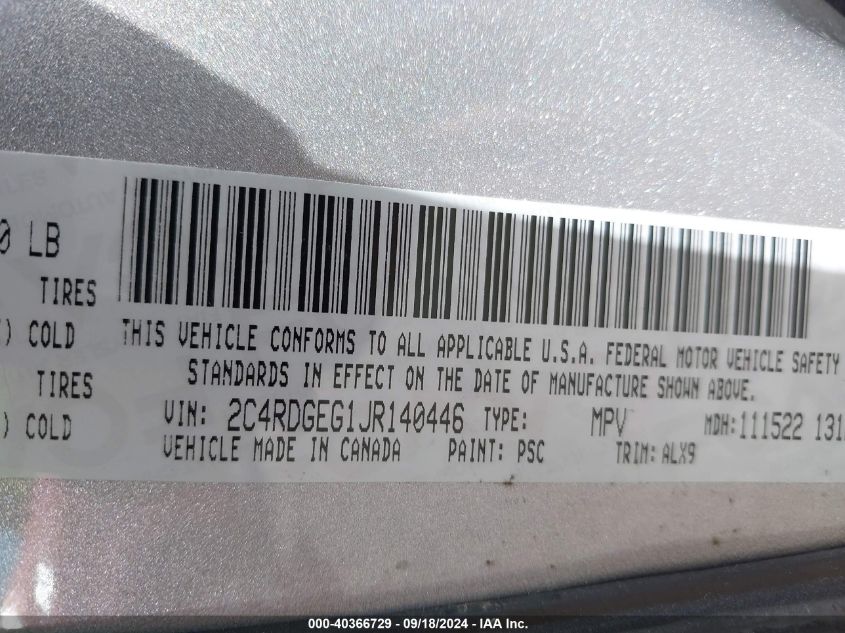 0 LB
TIRES
) COLD
TIRES
) COLD
THIS VEHICLE CONFORMS TO ALL APPLICABLE U.S.A. FEDERAL MOTOR VEHICLE SAFETY
STANDARDS IN EFFECT ON THE DATE OF MANUFACTURE SHOWN ABOVE.
VIN: 2C4RDGEG1JR140446 TYPE: MPV MDH: 111522 131
VEHICLE MADE IN CANADA PAINT: PSC TRIM: ALX9
000-40366729 - 09/18/2024 - IAA Inc.